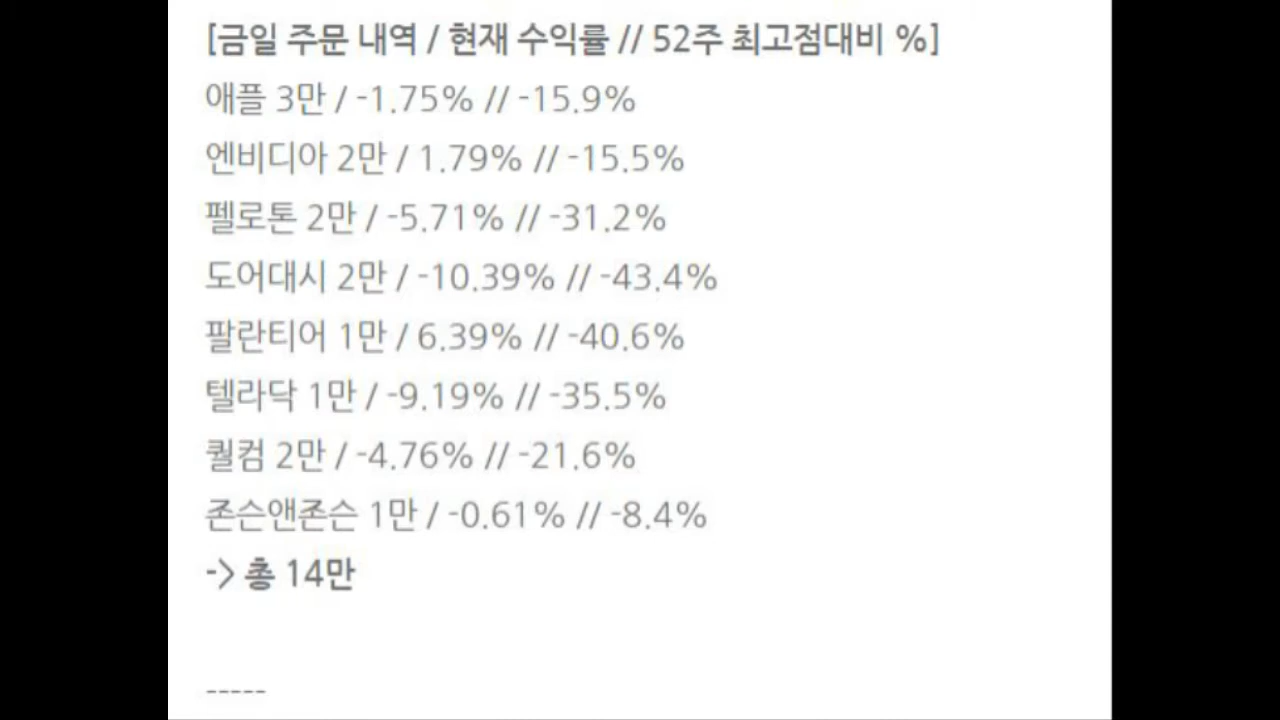 [금일 주문 내역 / 현재 수익률 // 52주 최고점대비 %]
애플 3만 / -1.75% // -15.9%
엔비디아 2만 / 1.79% // -15.5%
펠로톤 2만 / -5.71% // -31.2%
도어대시 2만 / -10.39% // -43.4%
팔란티어 1만 / 6.39% // -40.6%
텔라닥 1만 / -9.19% // -35.5%
퀄컴 2만 / -4.76% // -21.6%
존슨앤존슨 1만 / -0.61% // -8.4%
-> 총 14만
-----